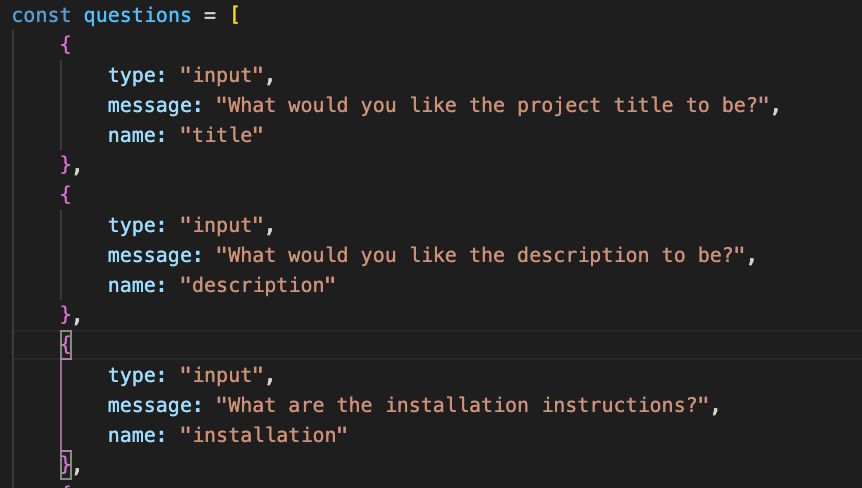 const questions = [
    {
        type: "input",
        message: "What would you like the project title to be?",
        name: "title"
    },
    {
        type: "input",
        message: "What would you like the description to be?",
        name: "description"
    },
    {
        type: "input",
        message: "What are the installation instructions?",
        name: "installation"
    },